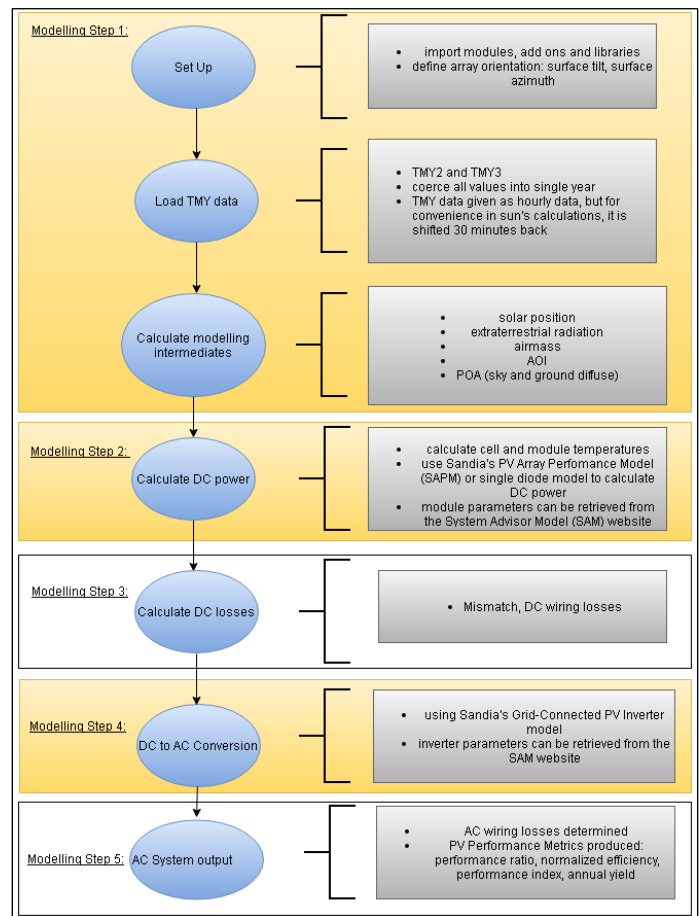 Modelling Step 1:
Set Up
• import modules, add ons and libraries
• define array orientation: surface tilt, surface
azimuth
Load TMY data
• TMY2 and TMY3
• coerce all values into single year
• TMY data given as hourly data, but for
convenience in sun's calculations, it is
shifted 30 minutes back
Calculate modelling
intermediates
• solar position
• extraterrestrial radiation
• airmass
• AOI
• POA (sky and ground diffuse)
Modelling Step 2:
Calculate DC power
• calculate cell and module temperatures
• use Sandia's PV Array Perfomance Model
(SAPM) or single diode model to calculate
DC power
• module parameters can be retrieved from
the System Advisor Model (SAM) website
Modelling Step 3:
Calculate DC losses
• Mismatch, DC wiring losses
Modelling Step 4:
DC to AC Conversion
• using Sandia's Grid-Connected PV Inverter
model
• inverter parameters can be retrieved from the
SAM website
Modelling Step 5:
AC System output
• AC wiring losses determined
• PV Performance Metrics produced:
performance ratio, normalized efficiency,
performance index, annual yield